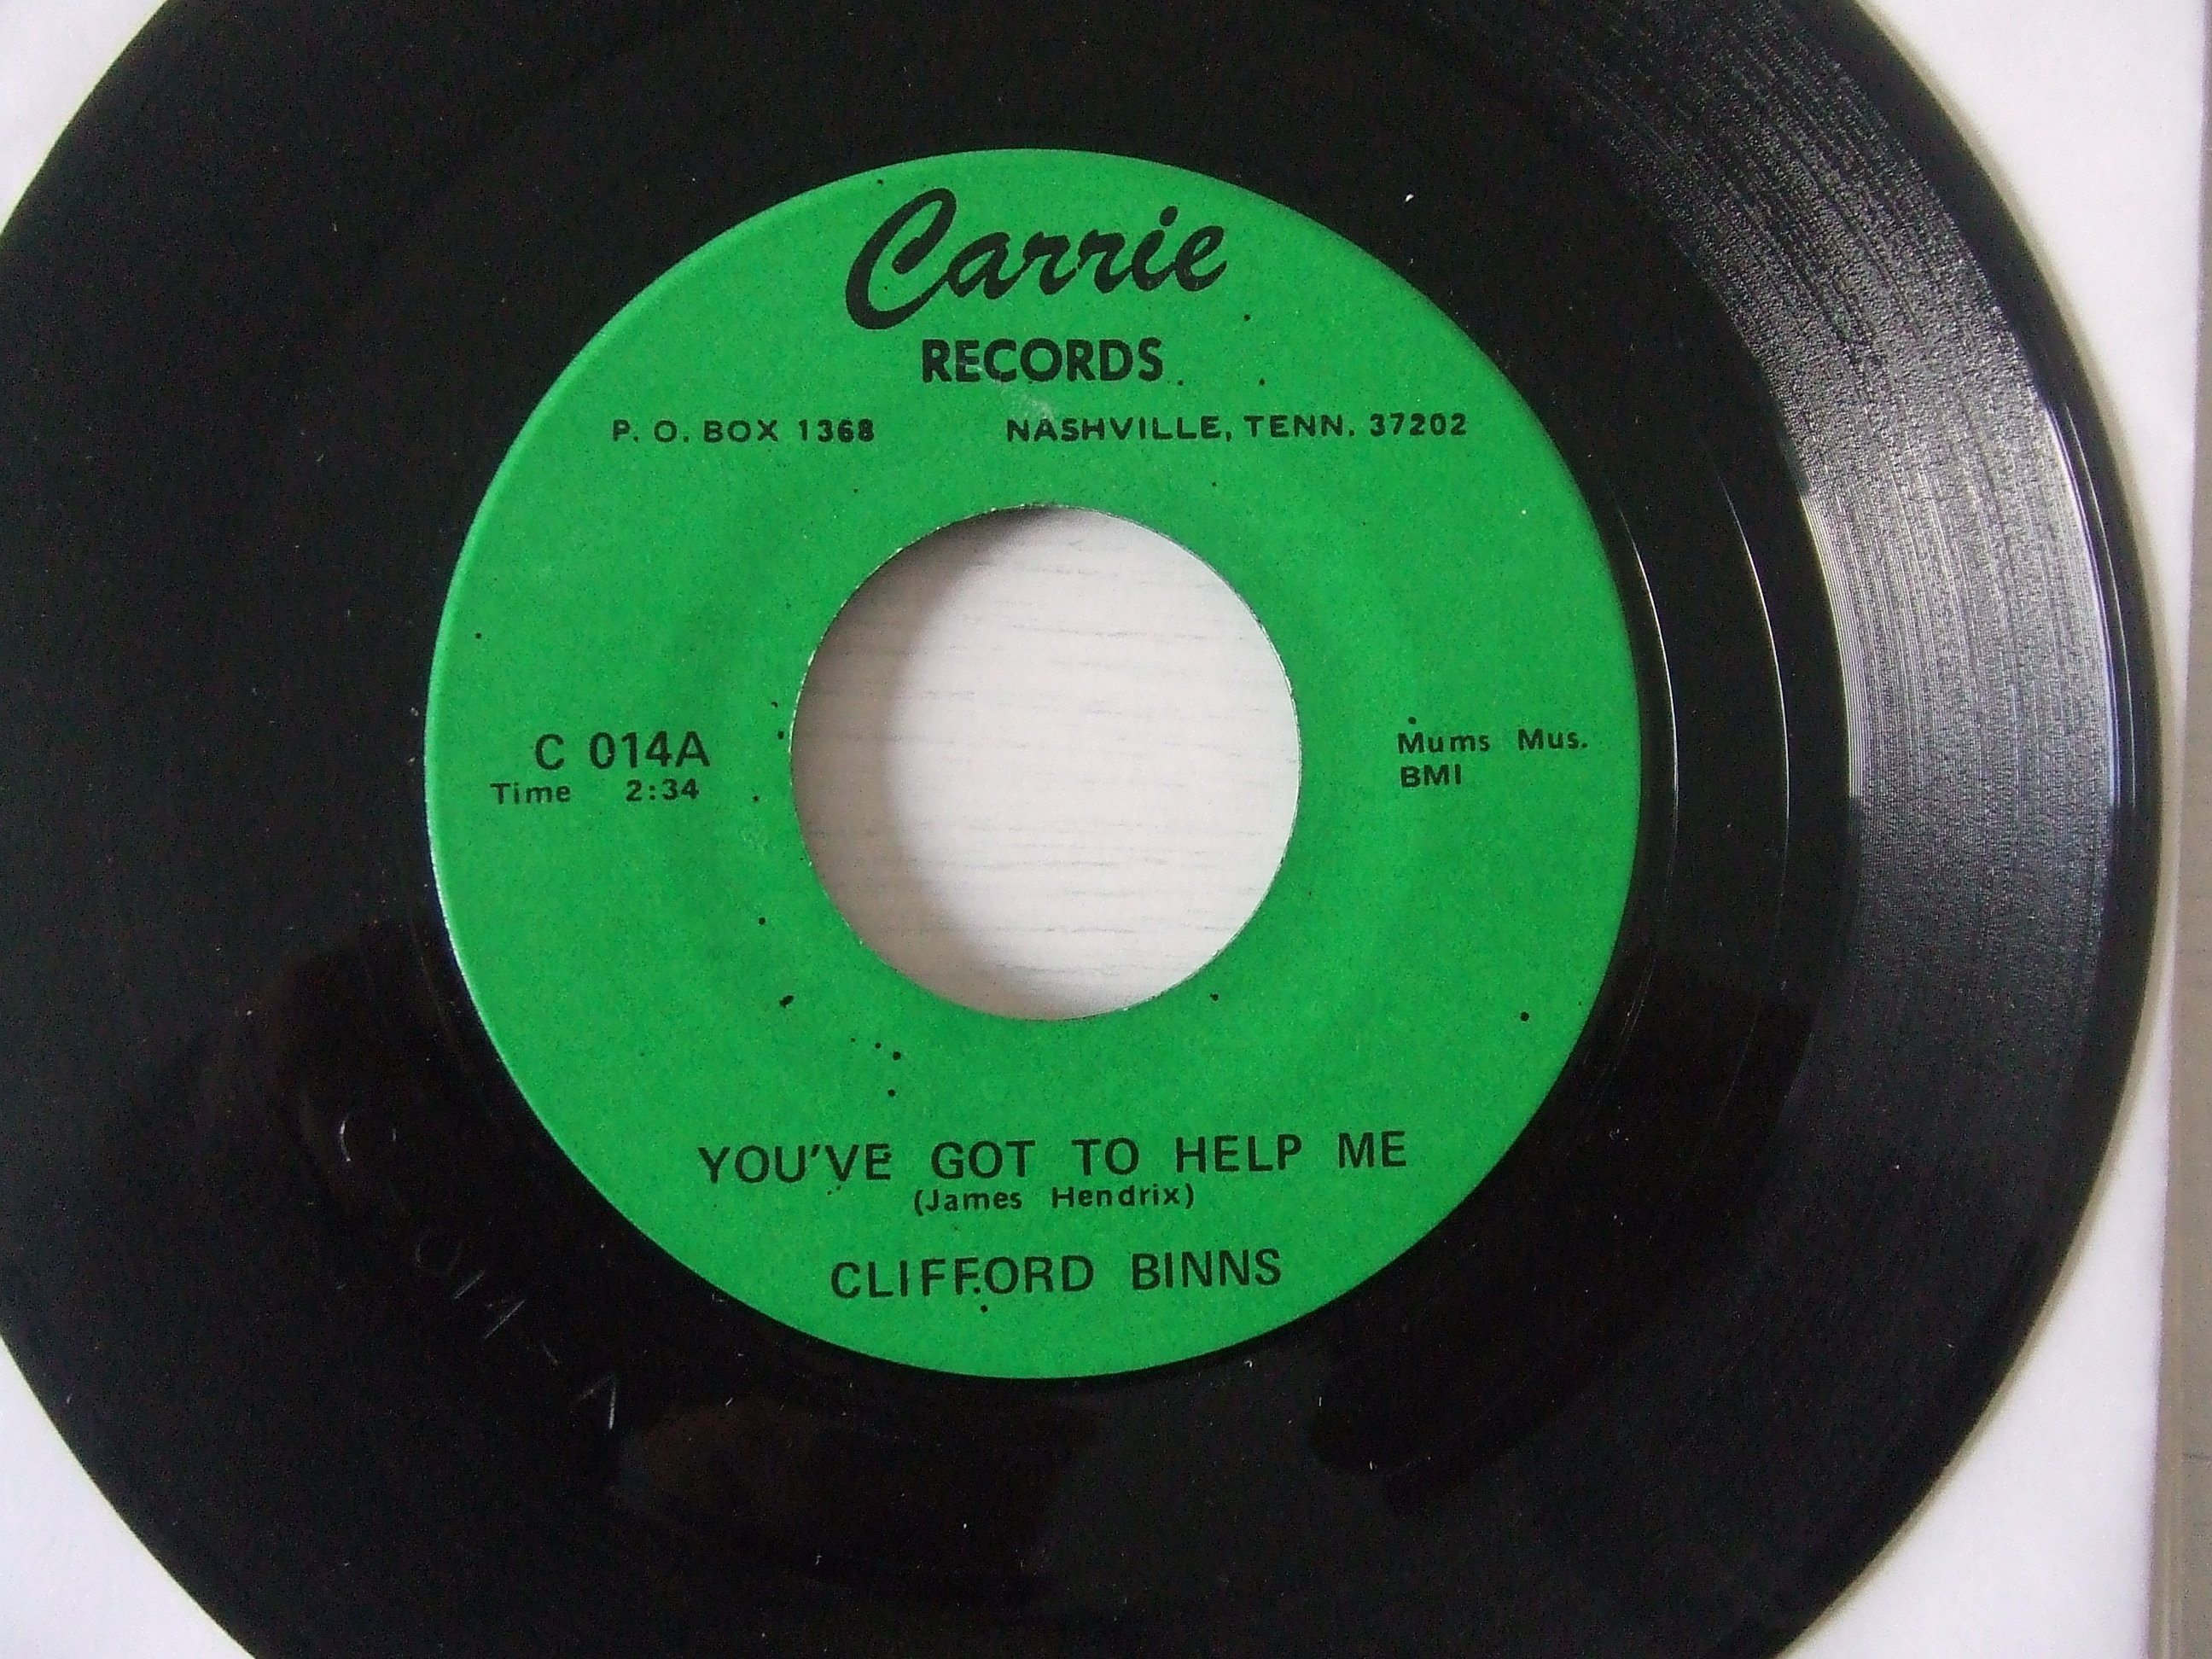 Carrie
RECORDS
P. O. BOX 1368 NASHVILLE, TENN. 37202
C 014A
Time 2:34
Mums Mus.
BMI
YOU'VE GOT TO HELP ME
(James Hendrix)
CLIFFORD BINNS